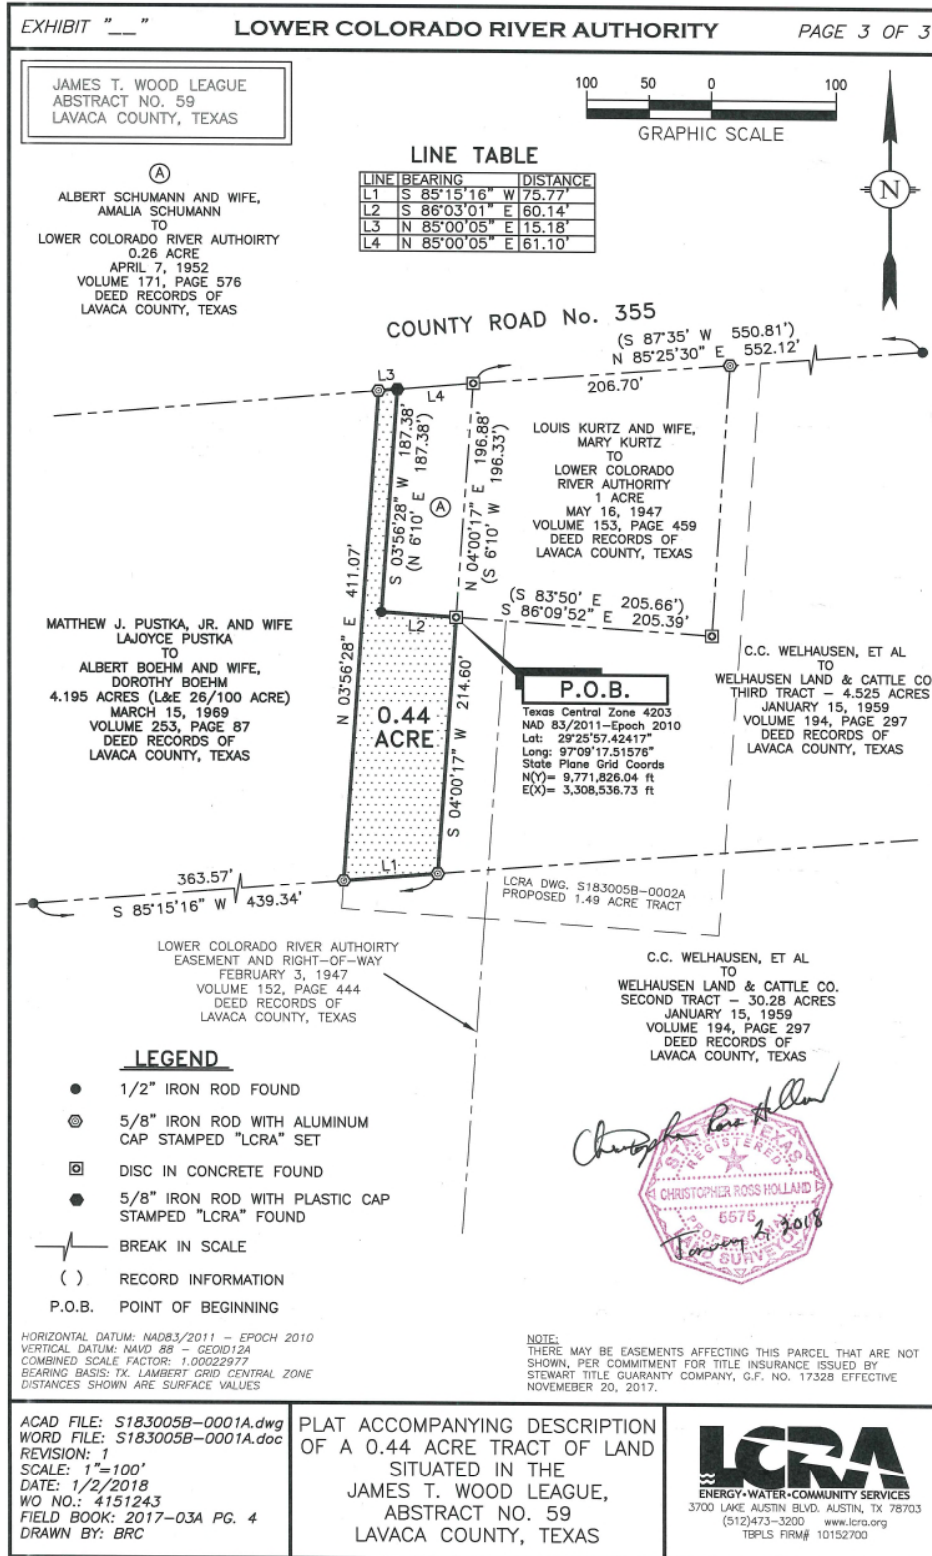 EXHIBIT "__"
LOWER COLORADO RIVER AUTHORITY
PAGE 3 OF 3
JAMES T. WOOD LEAGUE
ABSTRACT NO. 59
LAVACA COUNTY, TEXAS
100 50 0 100
GRAPHIC SCALE
N
A
ALBERT SCHUMANN AND WIFE,
AMALIA SCHUMANN
TO
LOWER COLORADO RIVER AUTHOIRTY
0.26 ACRE
APRIL 7, 1952
VOLUME 171, PAGE 576
DEED RECORDS OF
LAVACA COUNTY, TEXAS
LINE TABLE
LINE BEARING DISTANCE
L1 S 85°15'16" W 75.77'
L2 S 86°03'01" E 60.14'
L3 N 85°00'05" E 15.18'
L4 N 85°00'05" E 61.10'
COUNTY ROAD No. 355
(S 87°35' W 550.81')
N 85°25'30" E 552.12'
L3
L4
206.70'
S 03°56'28" W 187.38'
(N 6°10' E 187.38')
A
N 04°00'17" E 196.88'
(S 6°10' W 196.33')
LOUIS KURTZ AND WIFE,
MARY KURTZ
TO
LOWER COLORADO
RIVER AUTHORITY
1 ACRE
MAY 16, 1947
VOLUME 153, PAGE 459
DEED RECORDS OF
LAVACA COUNTY, TEXAS
(S 83°50' E 205.66')
S 86°09'52" E 205.39'
L2
N 03°56'28" E 411.07'
MATTHEW J. PUSTKA, JR. AND WIFE
LAJOYCE PUSTKA
TO
ALBERT BOEHM AND WIFE,
DOROTHY BOEHM
4.195 ACRES (L&E 26/100 ACRE)
MARCH 15, 1969
VOLUME 253, PAGE 87
DEED RECORDS OF
LAVACA COUNTY, TEXAS
0.44
ACRE
S 04°00'17" W 214.60'
P.O.B.
Texas Central Zone 4203
NAD 83/2011-Epoch 2010
Lat: 29°25'57.42417"
Long: 97°09'17.51576"
State Plane Grid Coords
N(Y)= 9,771,826.04 ft
E(X)= 3,308,536.73 ft
C.C. WELHAUSEN, ET AL
TO
WELHAUSEN LAND & CATTLE CO
THIRD TRACT - 4.525 ACRES
JANUARY 15, 1959
VOLUME 194, PAGE 297
DEED RECORDS OF
LAVACA COUNTY, TEXAS
L1
363.57'
S 85°15'16" W 439.34'
LCRA DWG. S183005B-0002A
PROPOSED 1.49 ACRE TRACT
LOWER COLORADO RIVER AUTHOIRTY
EASEMENT AND RIGHT-OF-WAY
FEBRUARY 3, 1947
VOLUME 152, PAGE 444
DEED RECORDS OF
LAVACA COUNTY, TEXAS
C.C. WELHAUSEN, ET AL
TO
WELHAUSEN LAND & CATTLE CO.
SECOND TRACT - 30.28 ACRES
JANUARY 15, 1959
VOLUME 194, PAGE 297
DEED RECORDS OF
LAVACA COUNTY, TEXAS
LEGEND
1/2" IRON ROD FOUND
5/8" IRON ROD WITH ALUMINUM
CAP STAMPED "LCRA" SET
DISC IN CONCRETE FOUND
5/8" IRON ROD WITH PLASTIC CAP
STAMPED "LCRA" FOUND
BREAK IN SCALE
( ) RECORD INFORMATION
P.O.B. POINT OF BEGINNING
Christopher Ross Holland
STATE OF TEXAS
REGISTERED
CHRISTOPHER ROSS HOLLAND
5575
PROFESSIONAL
LAND SURVEYOR
January 2, 2018
HORIZONTAL DATUM: NAD83/2011 - EPOCH 2010
VERTICAL DATUM: NAVD 88 - GEOID12A
COMBINED SCALE FACTOR: 1.00022977
BEARING BASIS: TX. LAMBERT GRID CENTRAL ZONE
DISTANCES SHOWN ARE SURFACE VALUES
NOTE:
THERE MAY BE EASEMENTS AFFECTING THIS PARCEL THAT ARE NOT
SHOWN, PER COMMITMENT FOR TITLE INSURANCE ISSUED BY
STEWART TITLE GUARANTY COMPANY, G.F. NO. 17328 EFFECTIVE
NOVEMEBER 20, 2017.
ACAD FILE: S183005B-0001A.dwg
WORD FILE: S183005B-0001A.doc
REVISION: 1
SCALE: 1"=100'
DATE: 1/2/2018
WO NO.: 4151243
FIELD BOOK: 2017-03A PG. 4
DRAWN BY: BRC
PLAT ACCOMPANYING DESCRIPTION
OF A 0.44 ACRE TRACT OF LAND
SITUATED IN THE
JAMES T. WOOD LEAGUE,
ABSTRACT NO. 59
LAVACA COUNTY, TEXAS
LCRA
ENERGY•WATER•COMMUNITY SERVICES
3700 LAKE AUSTIN BLVD. AUSTIN, TX 78703
(512)473-3200 www.lcra.org
TBPLS FIRM# 10152700